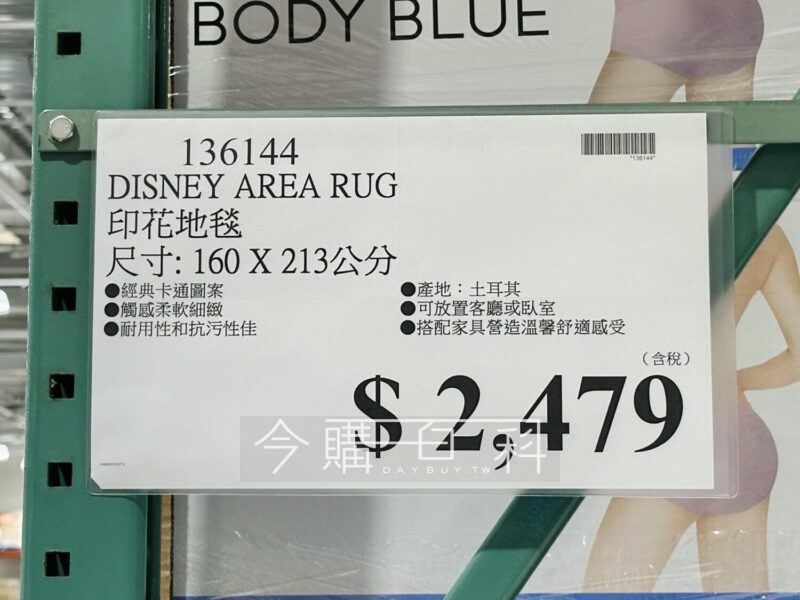 BODY BLUE
136144
*136144*
DISNEY AREA RUG
印花地毯
尺寸: 160 X 213公分
●經典卡通圖案
●觸感柔軟細緻
●耐用性和抗污性佳
●產地：土耳其
●可放置客廳或臥室
●搭配家具營造溫馨舒適感受
(含稅)
$ 2,479
今購百科
DAYBUY.TW